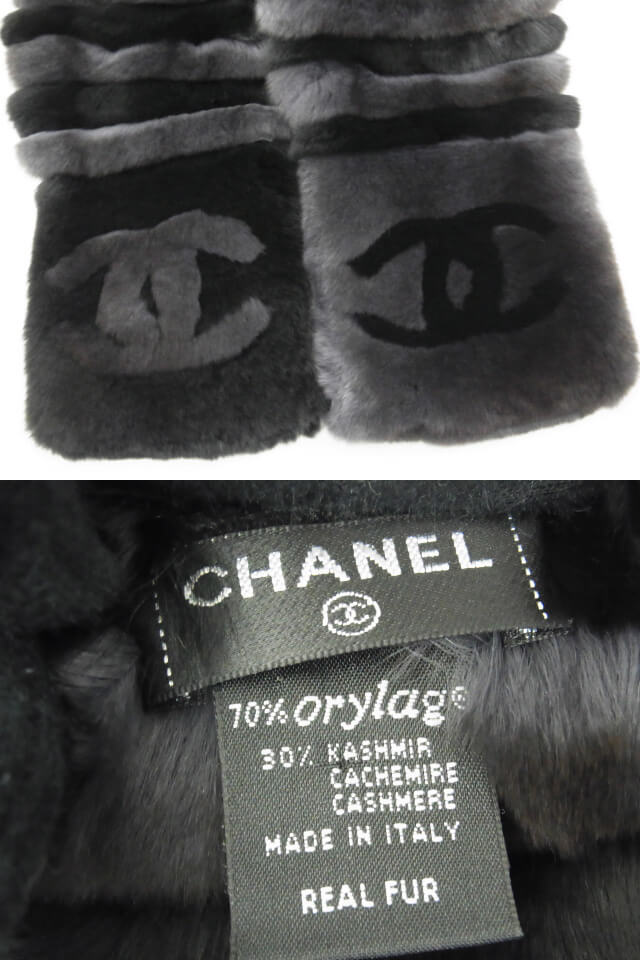 CHANEL
70% orylag®
30% KASHMIR
CACHEMIRE
CASHMERE
MADE IN ITALY
REAL FUR